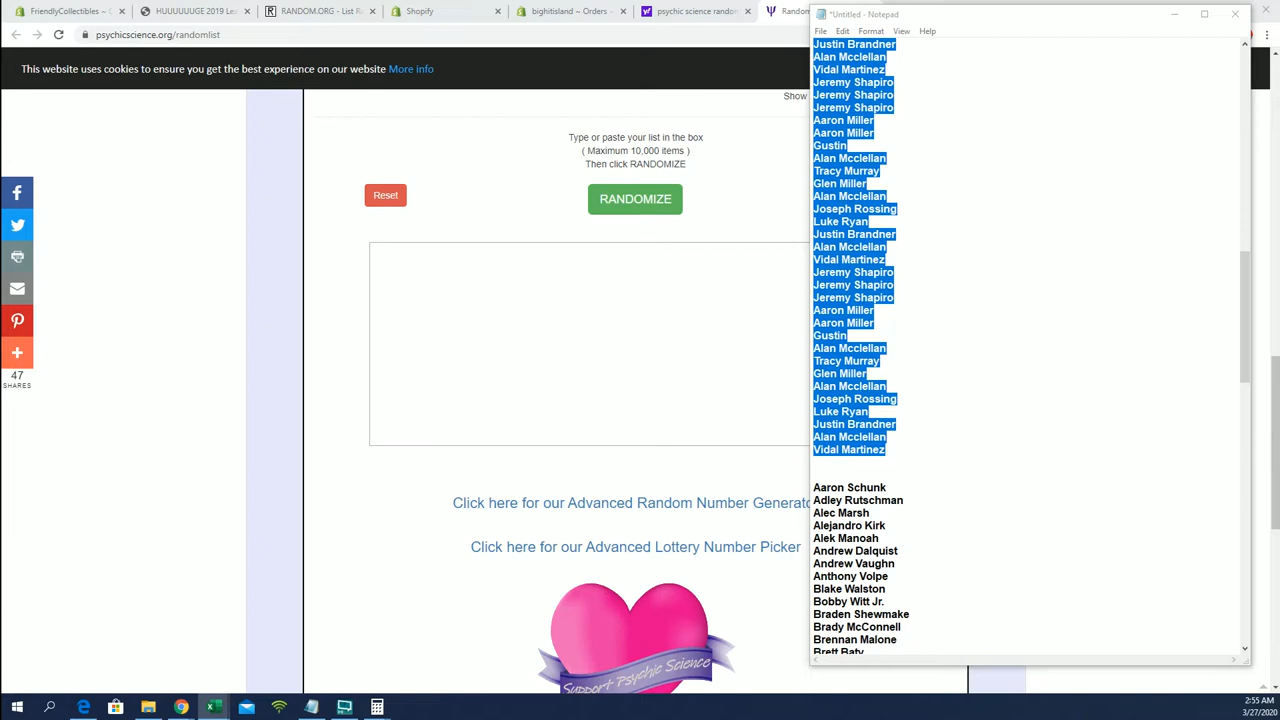 FriendlyCollectibles ~ C
HUUUUUGE 2019 Le
RANDOM.ORG - List R
Shopify
bighitisland ~ Orders
psychic science random
Random
psychicscience.org/randomlist
This website uses cookies to ensure you get the best experience on our website More info
Show
Type or paste your list in the box
( Maximum 10,000 items )
Then click RANDOMIZE
Reset
RANDOMIZE
47
SHARES
Click here for our Advanced Random Number Generato
Click here for our Advanced Lottery Number Picker
Support Psychic Science
*Untitled - Notepad
File Edit Format View Help
Justin Brandner
Alan Mcclellan
Vidal Martinez
Jeremy Shapiro
Jeremy Shapiro
Jeremy Shapiro
Aaron Miller
Aaron Miller
Gustin
Alan Mcclellan
Tracy Murray
Glen Miller
Alan Mcclellan
Joseph Rossing
Luke Ryan
Justin Brandner
Alan Mcclellan
Vidal Martinez
Jeremy Shapiro
Jeremy Shapiro
Jeremy Shapiro
Aaron Miller
Aaron Miller
Gustin
Alan Mcclellan
Tracy Murray
Glen Miller
Alan Mcclellan
Joseph Rossing
Luke Ryan
Justin Brandner
Alan Mcclellan
Vidal Martinez
Aaron Schunk
Adley Rutschman
Alec Marsh
Alejandro Kirk
Alek Manoah
Andrew Dalquist
Andrew Vaughn
Anthony Volpe
Blake Walston
Bobby Witt Jr.
Braden Shewmake
Brady McConnell
Brennan Malone
Brett Baty
2:55 AM
3/27/2020